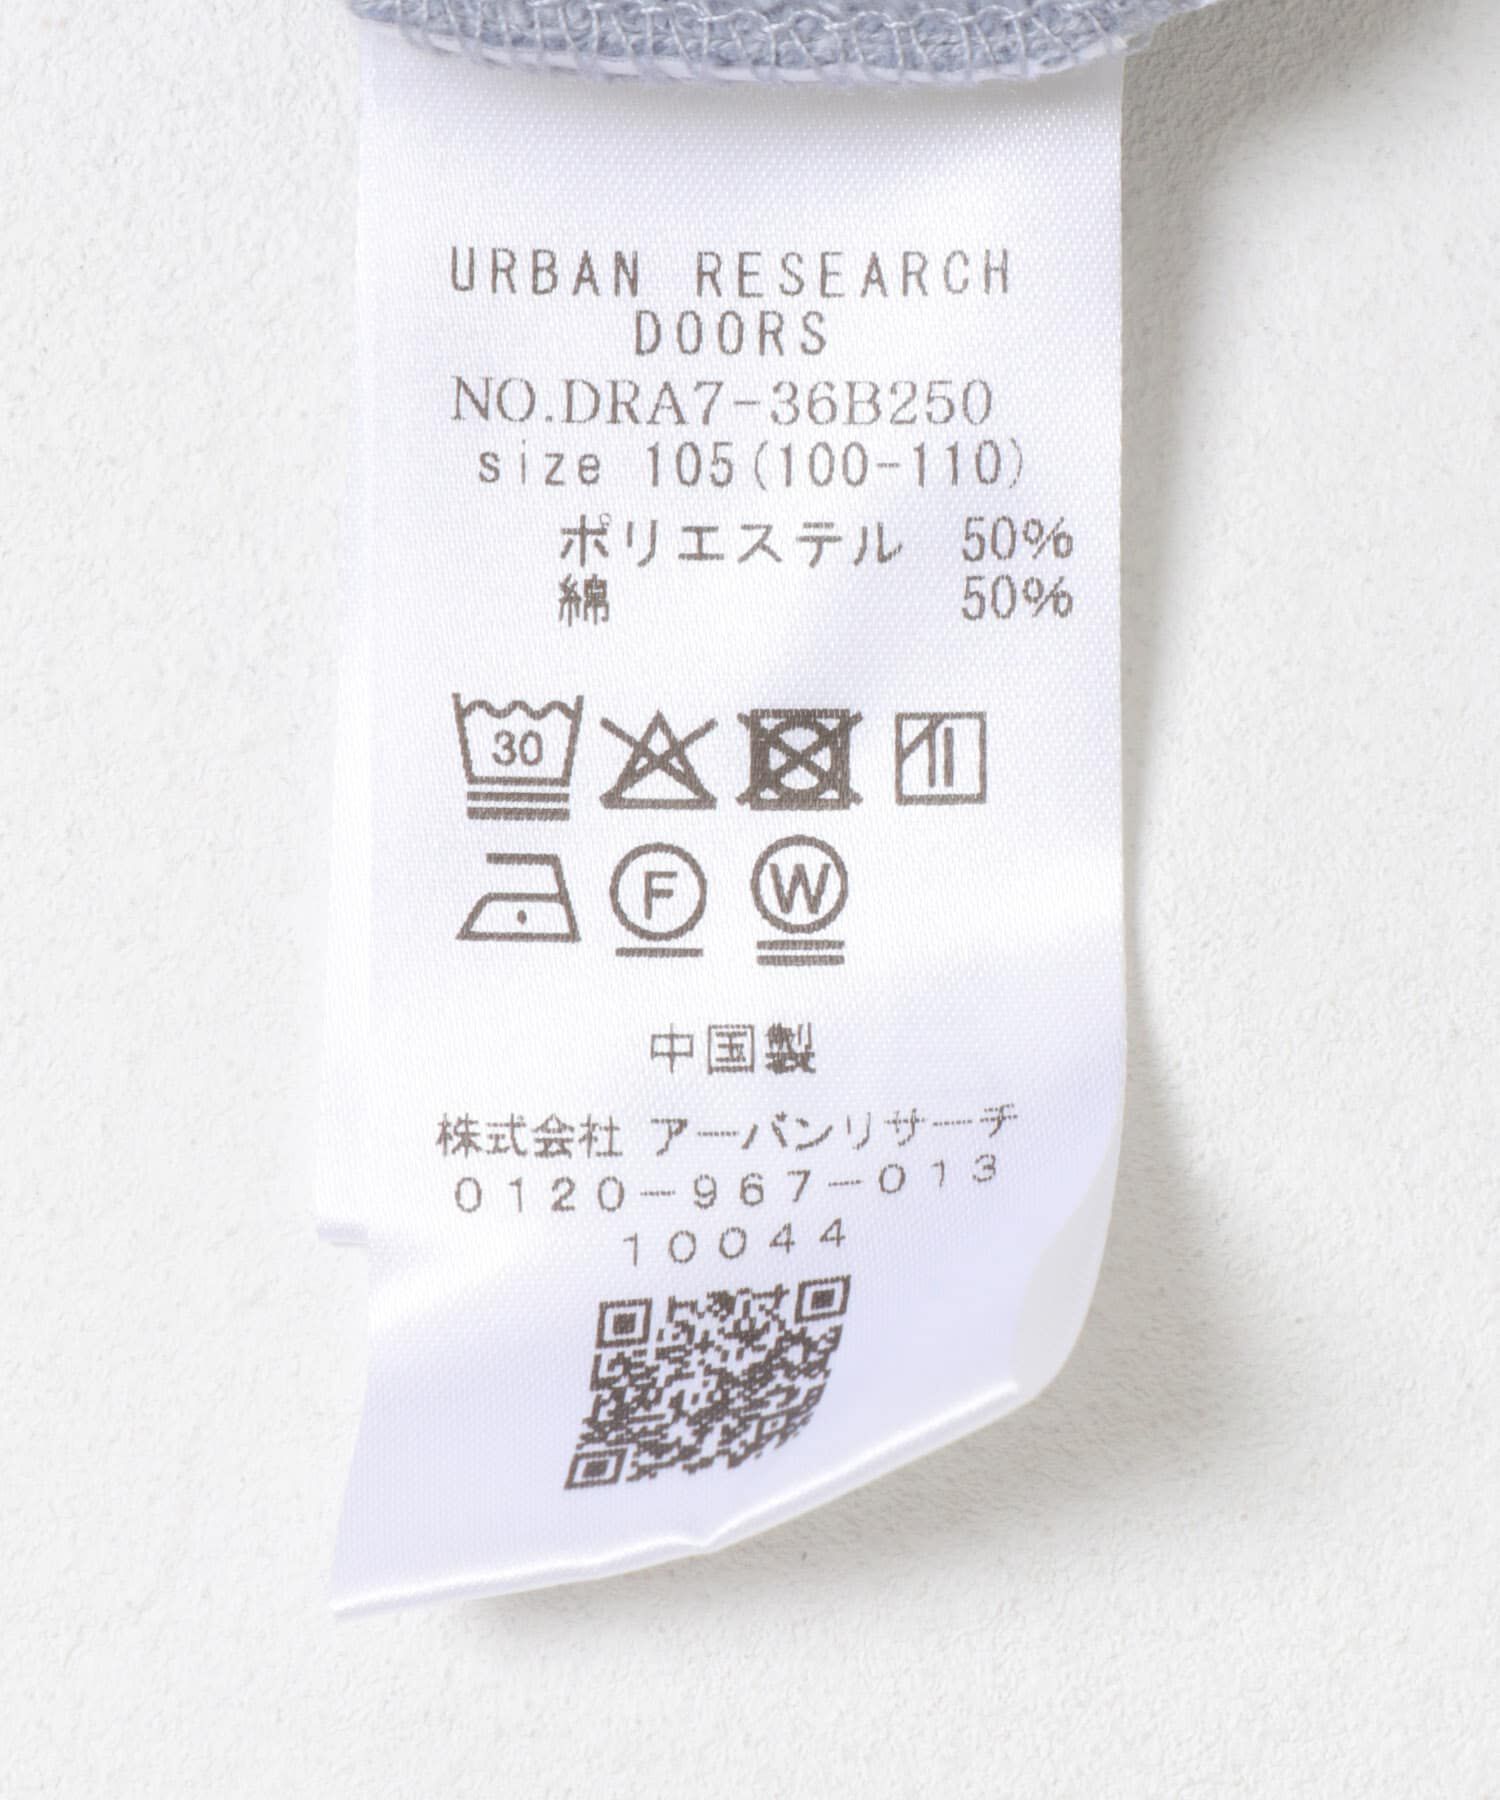 URBAN RESEARCH
DOORS
NO.DRA7-36B250
size 105(100-110)
ポリエステル 50%
綿 50%
30
F W
中国製
株式会社 アーバンリサーチ
0120-967-013
10044